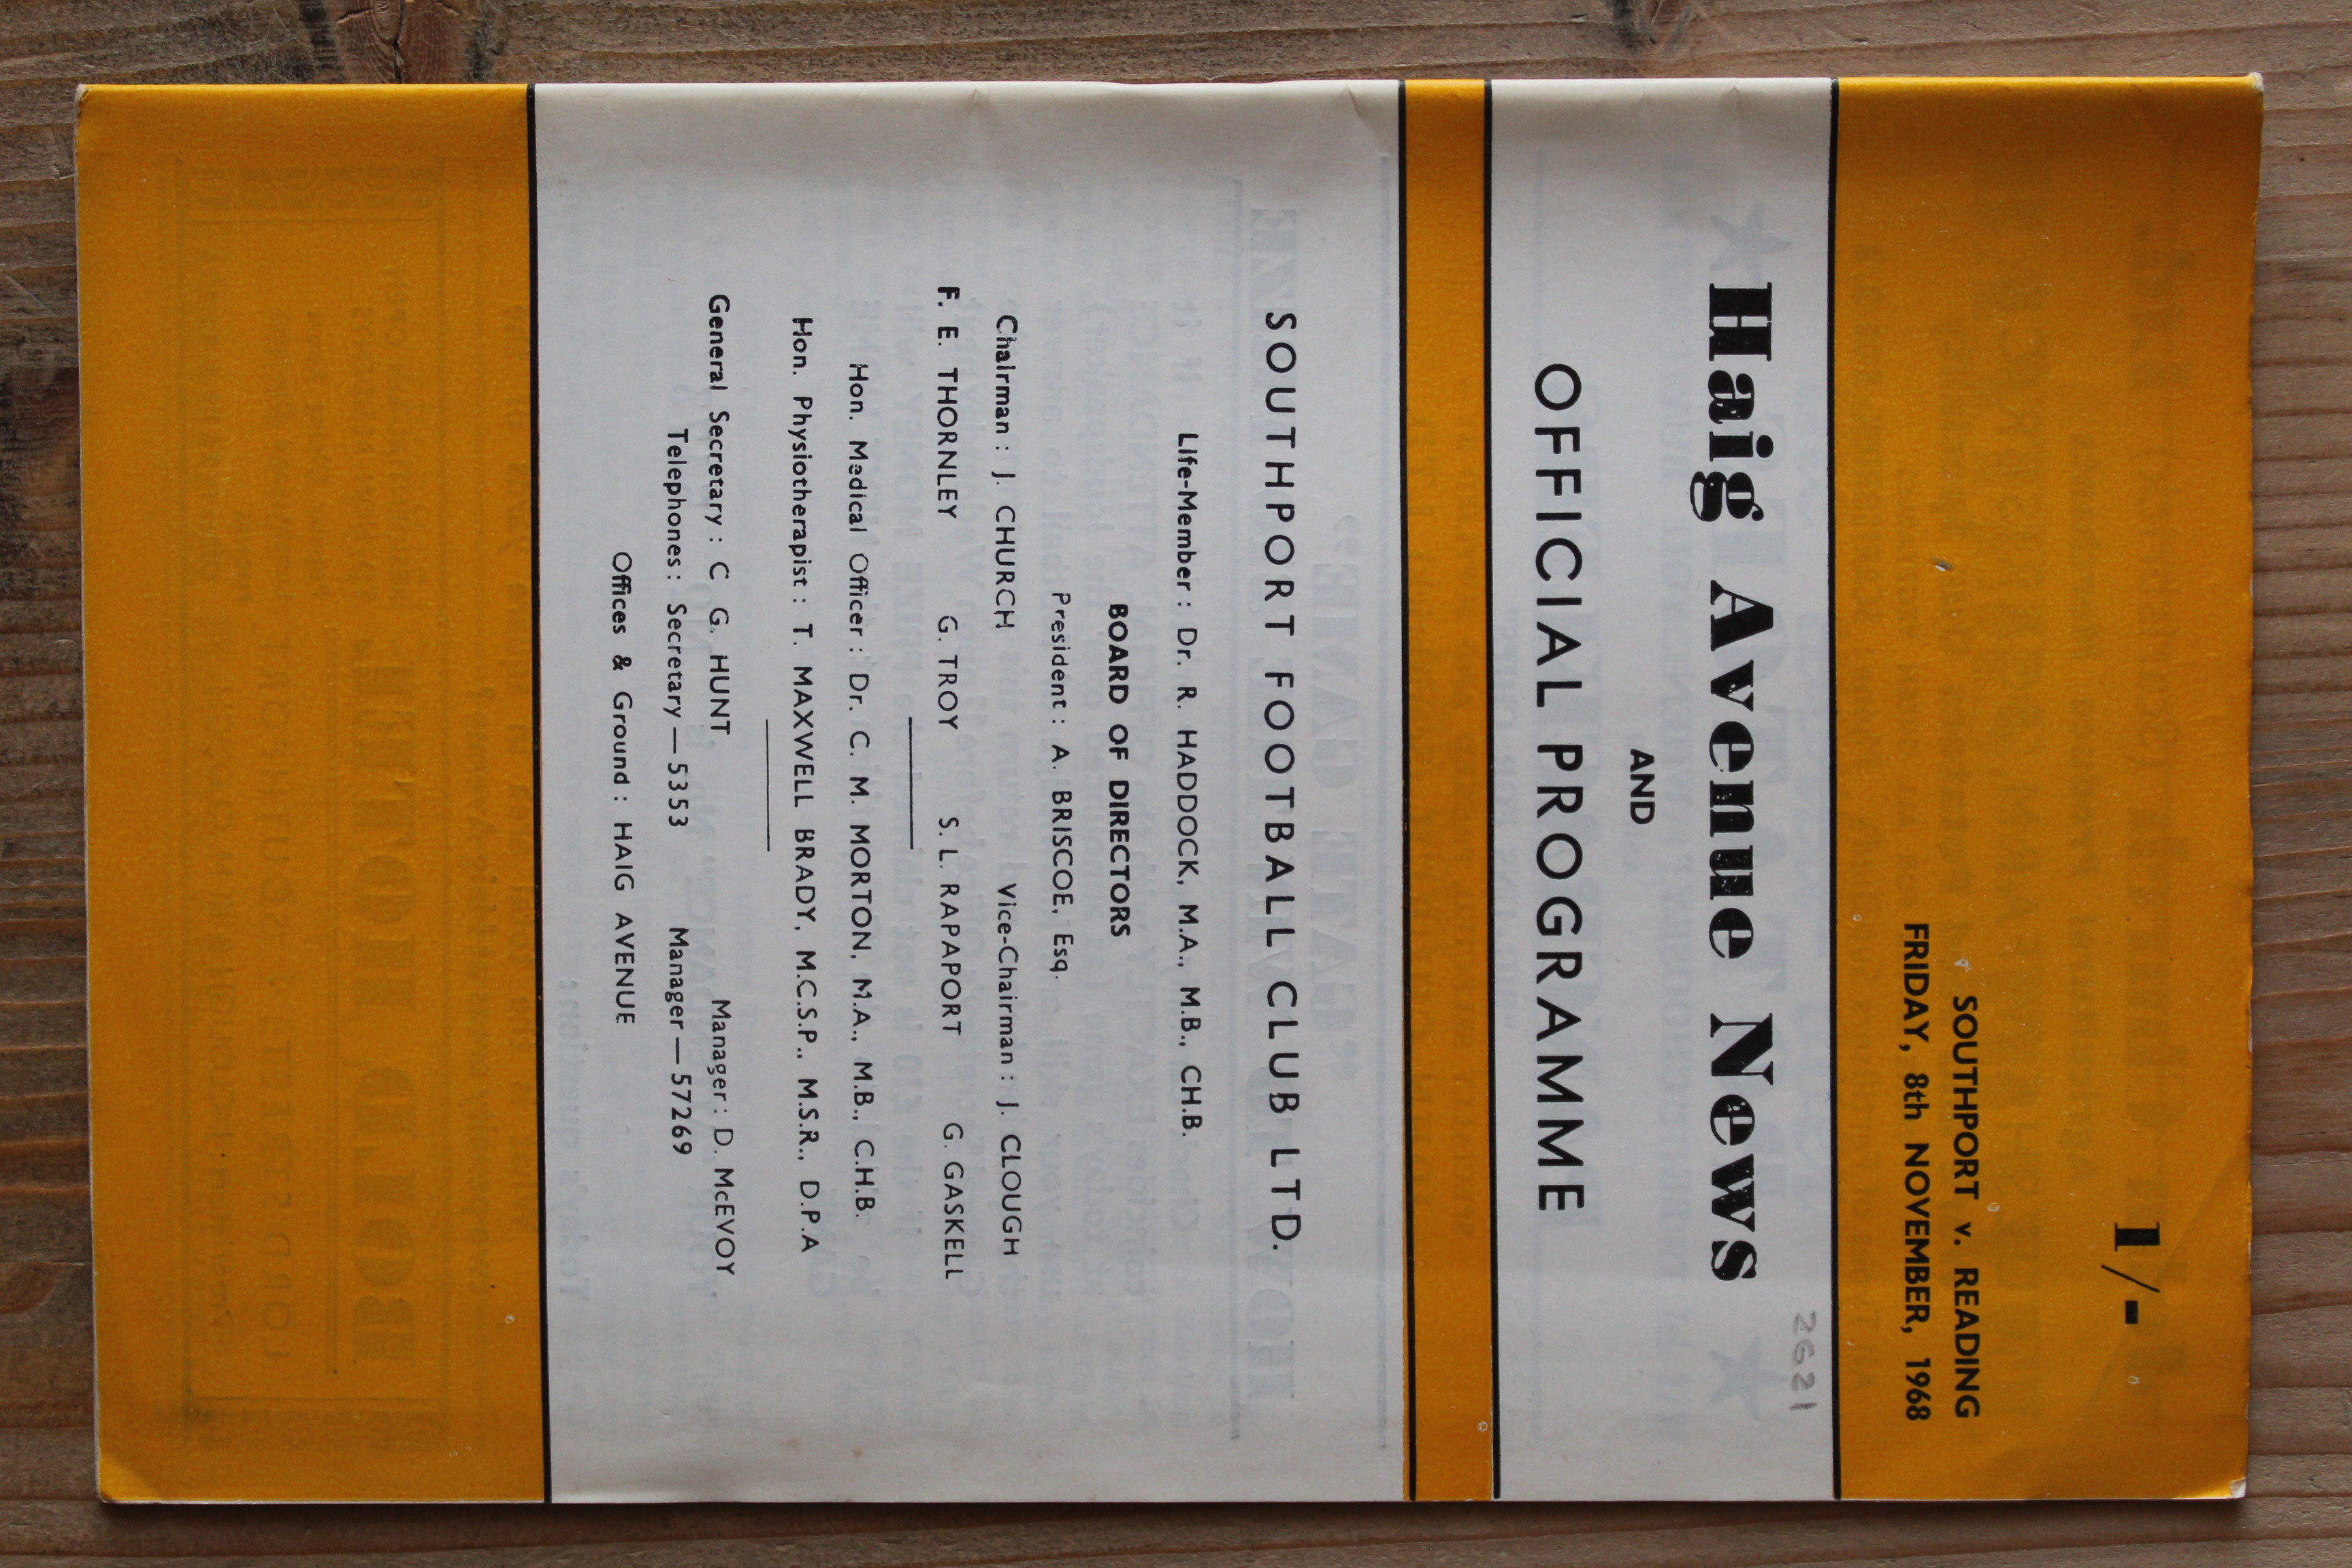 1/-
SOUTHPORT v. READING
FRIDAY, 8th NOVEMBER, 1968
2621
Haig Avenue News
AND
OFFICIAL PROGRAMME
SOUTHPORT FOOTBALL CLUB LTD.
Life-Member : Dr. R. HADDOCK, M.A., M.B., CH.B.
BOARD OF DIRECTORS
President : A. BRISCOE, Esq.
Chairman : J. CHURCH Vice-Chairman : J. CLOUGH
F. E. THORNLEY G. TROY S. L. RAPAPORT G. GASKELL
Hon. Medical Officer : Dr. C. M. MORTON, M.A., M.B., C.H.B.
Hon. Physiotherapist : T. MAXWELL BRADY, M.C.S.P., M.S.R., D.P.A
General Secretary : C G. HUNT Manager : D. McEVOY.
Telephones : Secretary — 5353 Manager — 57269
Offices & Ground : HAIG AVENUE